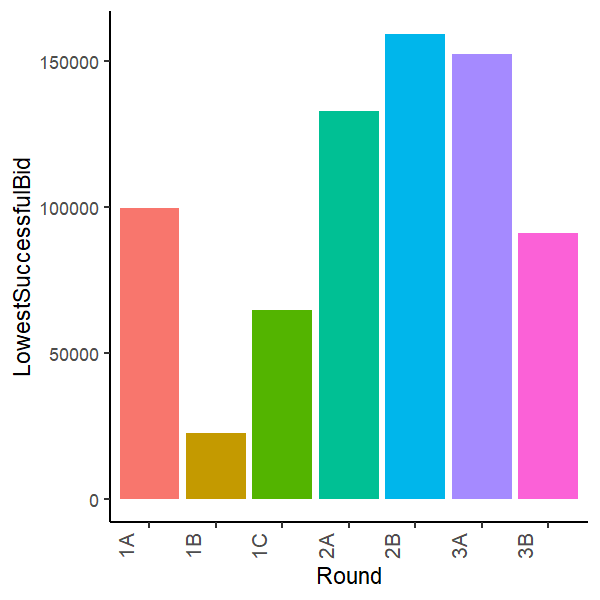 LowestSuccessfulBid
150000
100000
50000
0
1A
1B
1C
2A
2B
3A
3B
Round